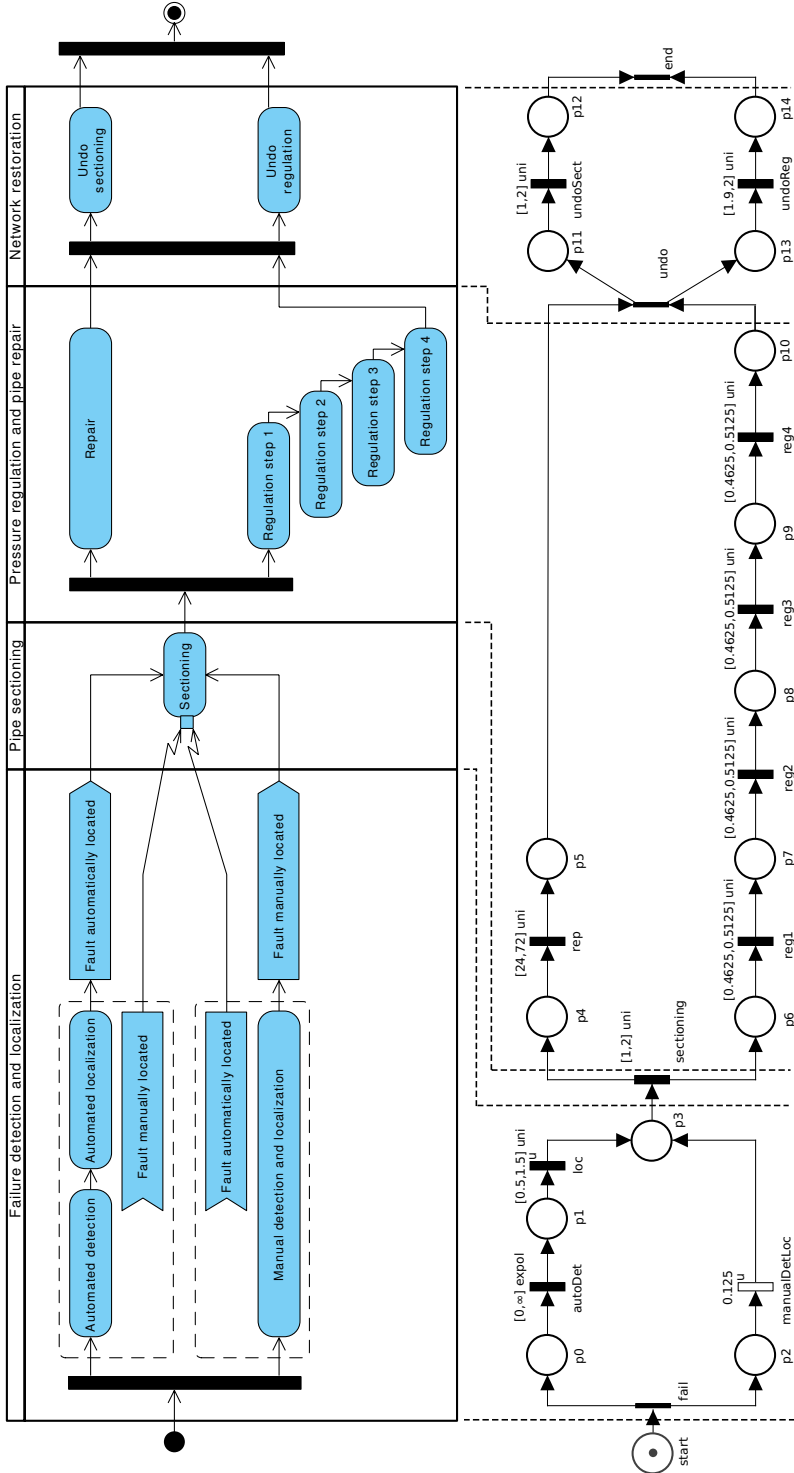 Failure detection and localization
Pipe sectioning
Pressure regulation and pipe repair
Network restoration
Automated detection
Automated localization
Fault automatically located
Fault manually located
Fault automatically located
Manual detection and localization
Fault manually located
Sectioning
Repair
Regulation step 1
Regulation step 2
Regulation step 3
Regulation step 4
Undo
sectioning
Undo
regulation
start
fail
p0
[0,∞] expol
autoDet
p1
[0.5,1.5] uni
u
loc
p2
0.125
u
manualDetLoc
p3
[1,2] uni
sectioning
p4
[24,72] uni
rep
p5
p6
[0.4625,0.5125] uni
reg1
p7
[0.4625,0.5125] uni
reg2
p8
[0.4625,0.5125] uni
reg3
p9
[0.4625,0.5125] uni
reg4
p10
undo
p11
[1,2] uni
undoSect
p12
p13
[1.9,2] uni
undoReg
p14
end